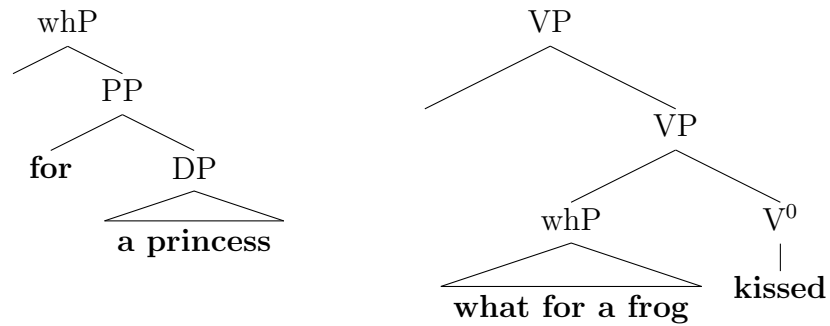 whP
PP
for
DP
a princess
VP
VP
whP
V⁰
what for a frog
kissed